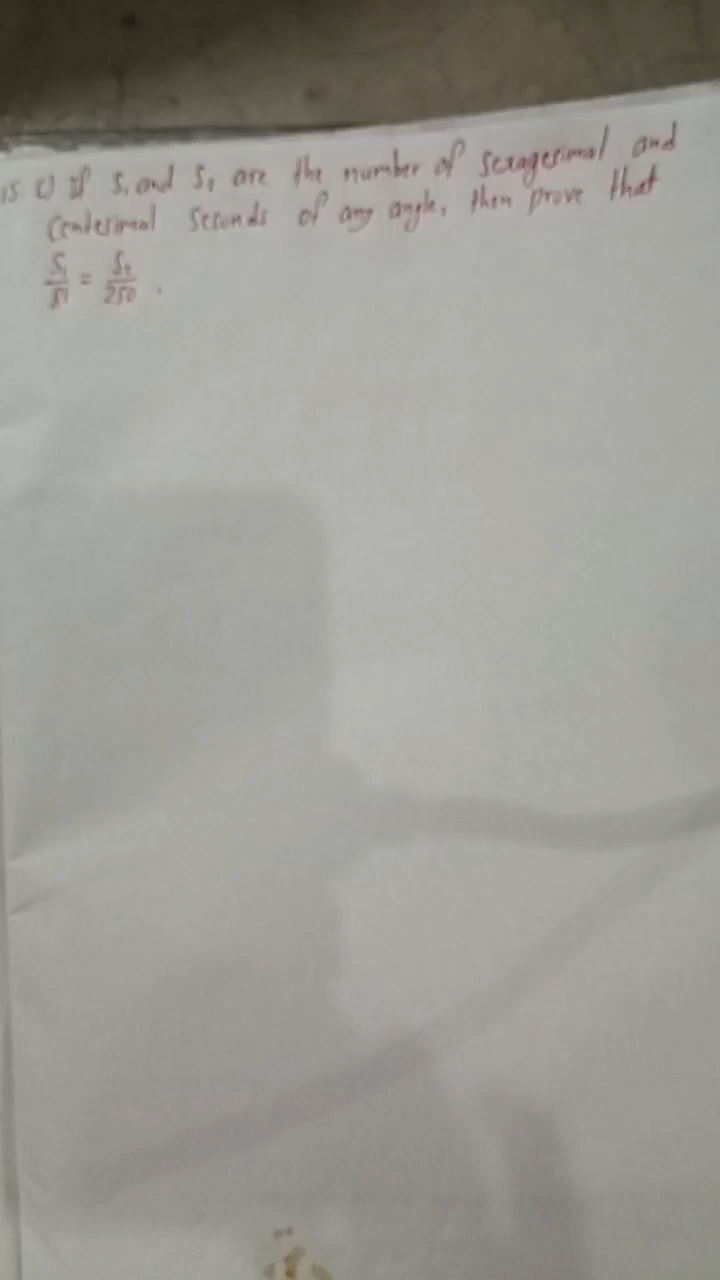 15 c) If S₁ and S₂ are the number of sexagesimal and
Centesimal Seconds of any angle, then prove that
S₁/81 = S₂/250 .